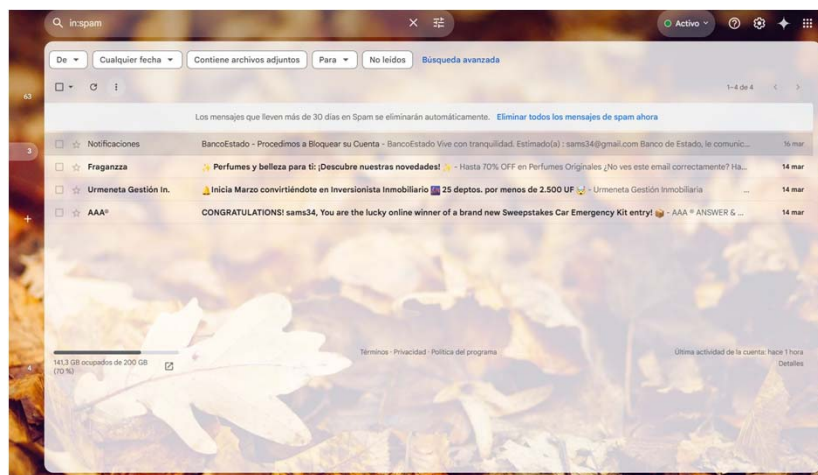 in:spam
Activo
De
Cualquier fecha
Contiene archivos adjuntos
Para
No leídos
Búsqueda avanzada
1–4 de 4
63
Los mensajes que lleven más de 30 días en Spam se eliminarán automáticamente. Eliminar todos los mensajes de spam ahora
3
Notificaciones BancoEstado - Procedimos a Bloquear su Cuenta - BancoEstado Vive con tranquilidad. Estimado(a) : sams34@gmail.com Banco de Estado, le comunic... 16 mar
Fraganzza ✨ Perfumes y belleza para ti: ¡Descubre nuestras novedades! ✨ - Hasta 70% OFF en Perfumes Originales ¿No ves este email correctamente? Ha... 14 mar
Urmeneta Gestión In. 🔔Inicia Marzo convirtiéndote en Inversionista Inmobiliario 🌆 25 deptos. por menos de 2.500 UF 🤯 - Urmeneta Gestión Inmobiliaria ... 14 mar
AAA® CONGRATULATIONS! sams34, You are the lucky online winner of a brand new Sweepstakes Car Emergency Kit entry! 📦 - AAA ® ANSWER & ... 14 mar
141,3 GB ocupados de 200 GB
(70 %)
Términos · Privacidad · Política del programa
Última actividad de la cuenta: hace 1 hora
Detalles
4